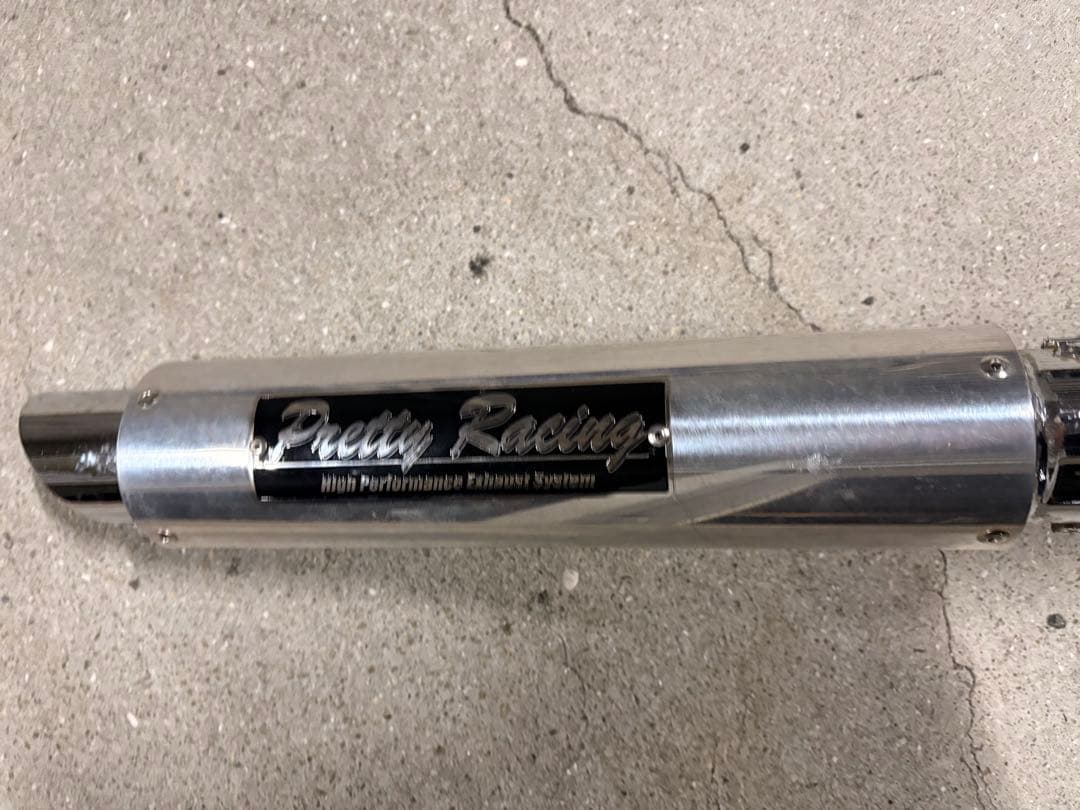 Pretty Racing
High Performance Exhaust System